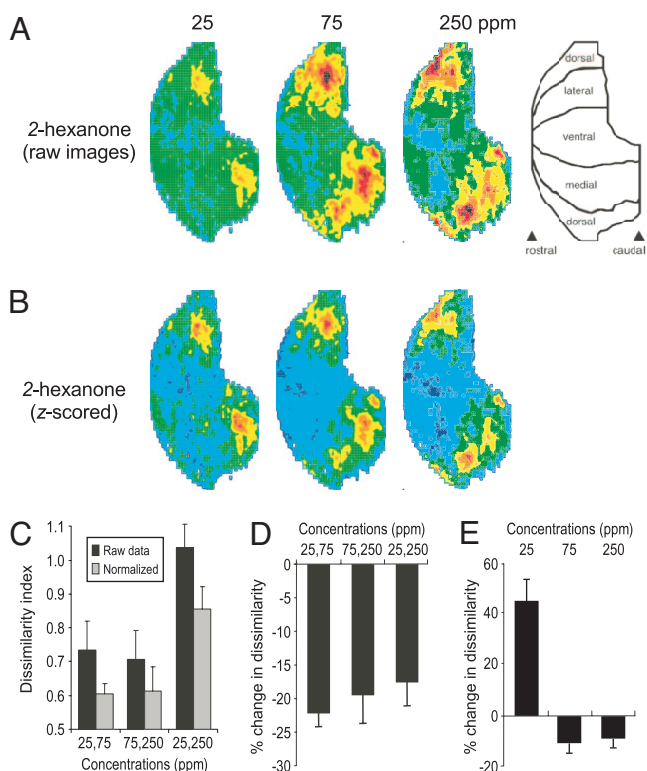 A
25 75 250 ppm
2-hexanone
(raw images)
dorsal
lateral
ventral
medial
dorsal
rostral caudal
B
2-hexanone
(z-scored)
C
Dissimilarity index
1.1
1.0
0.9
0.8
0.7
0.6
0.5
Raw data
Normalized
25,75 75,250 25,250
Concentrations (ppm)
D
Concentrations (ppm)
25,75 75,250 25,250
% change in dissimilarity
0
-5
-10
-15
-20
-25
-30
E
Concentrations (ppm)
25 75 250
% change in dissimilarity
60
40
20
0
-20